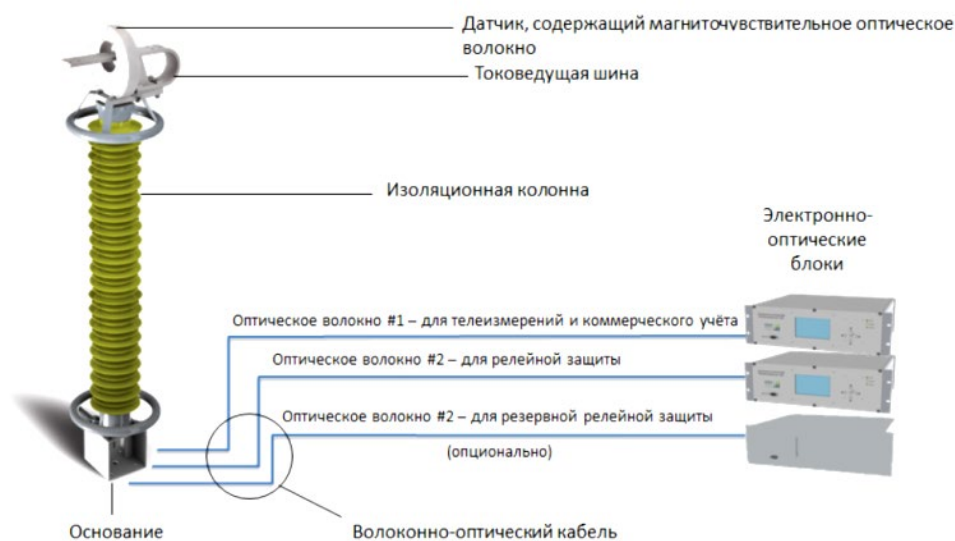 Датчик, содержащий магниточувствительное оптическое
волокно
Токоведущая шина
Изоляционная колонна
Электронно-
оптические
блоки
Оптическое волокно #1 – для телеизмерений и коммерческого учёта
Оптическое волокно #2 – для релейной защиты
Оптическое волокно #2 – для резервной релейной защиты
(опционально)
Основание
Волоконно-оптический кабель